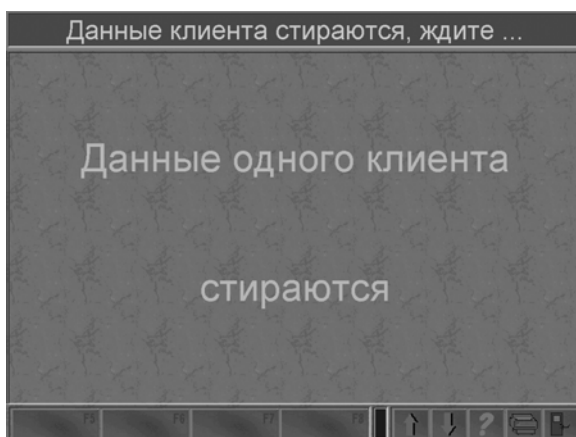 Данные клиента стираются, ждите ...
Данные одного клиента
стираются
F5 F6 F7 F8
?